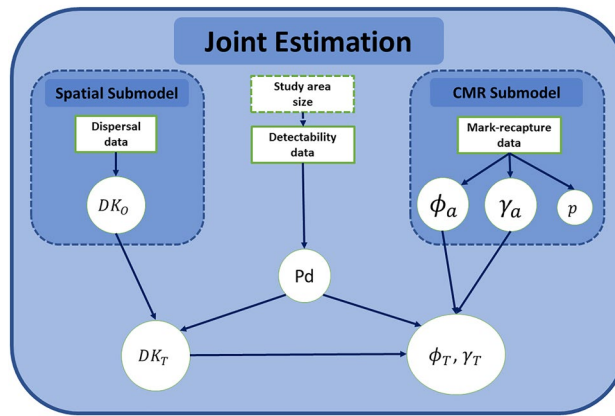 Joint Estimation
Spatial Submodel
Dispersal
data
DK_O
Study area
size
Detectability
data
CMR Submodel
Mark-recapture
data
ϕ_a
γ_a
p
Pd
DK_T
ϕ_T, γ_T